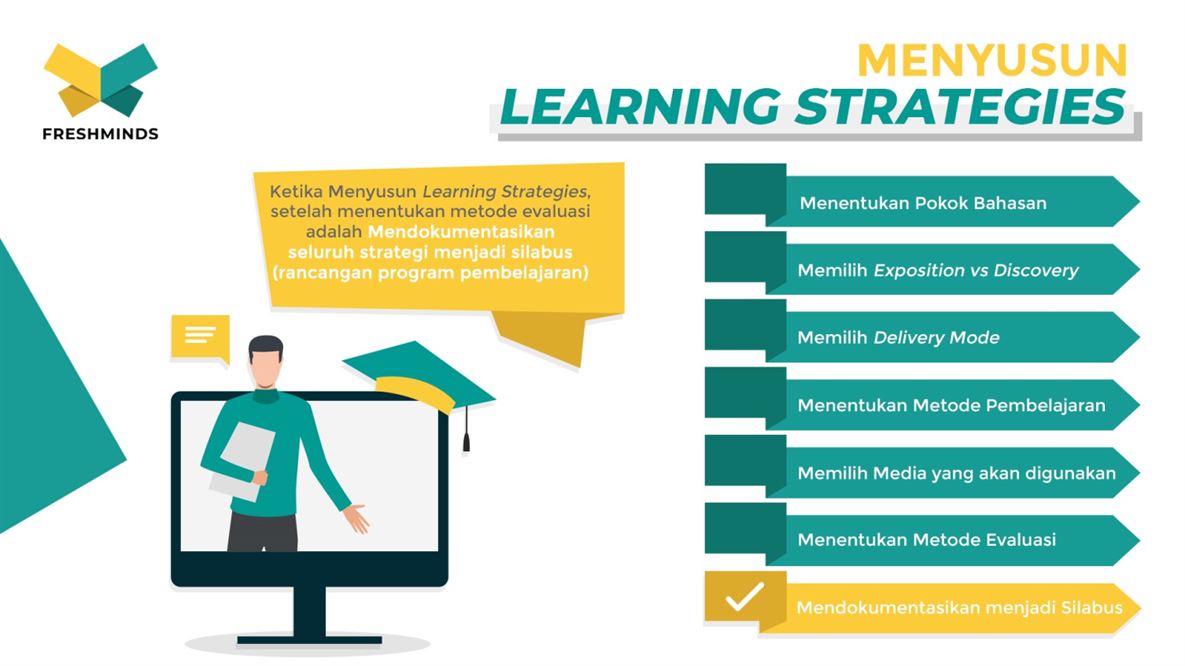 FRESHMINDS
MENYUSUN
LEARNING STRATEGIES
Ketika Menyusun Learning Strategies,
setelah menentukan metode evaluasi
adalah Mendokumentasikan
seluruh strategi menjadi silabus
(rancangan program pembelajaran)
Menentukan Pokok Bahasan
Memilih Exposition vs Discovery
Memilih Delivery Mode
Menentukan Metode Pembelajaran
Memilih Media yang akan digunakan
Menentukan Metode Evaluasi
Mendokumentasikan menjadi Silabus